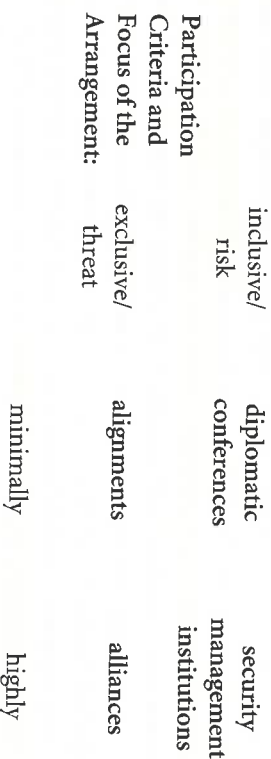 inclusive/
risk
diplomatic
conferences
security
management
institutions
Participation
Criteria and
Focus of the
Arrangement:
exclusive/
threat
alignments
alliances
minimally
highly